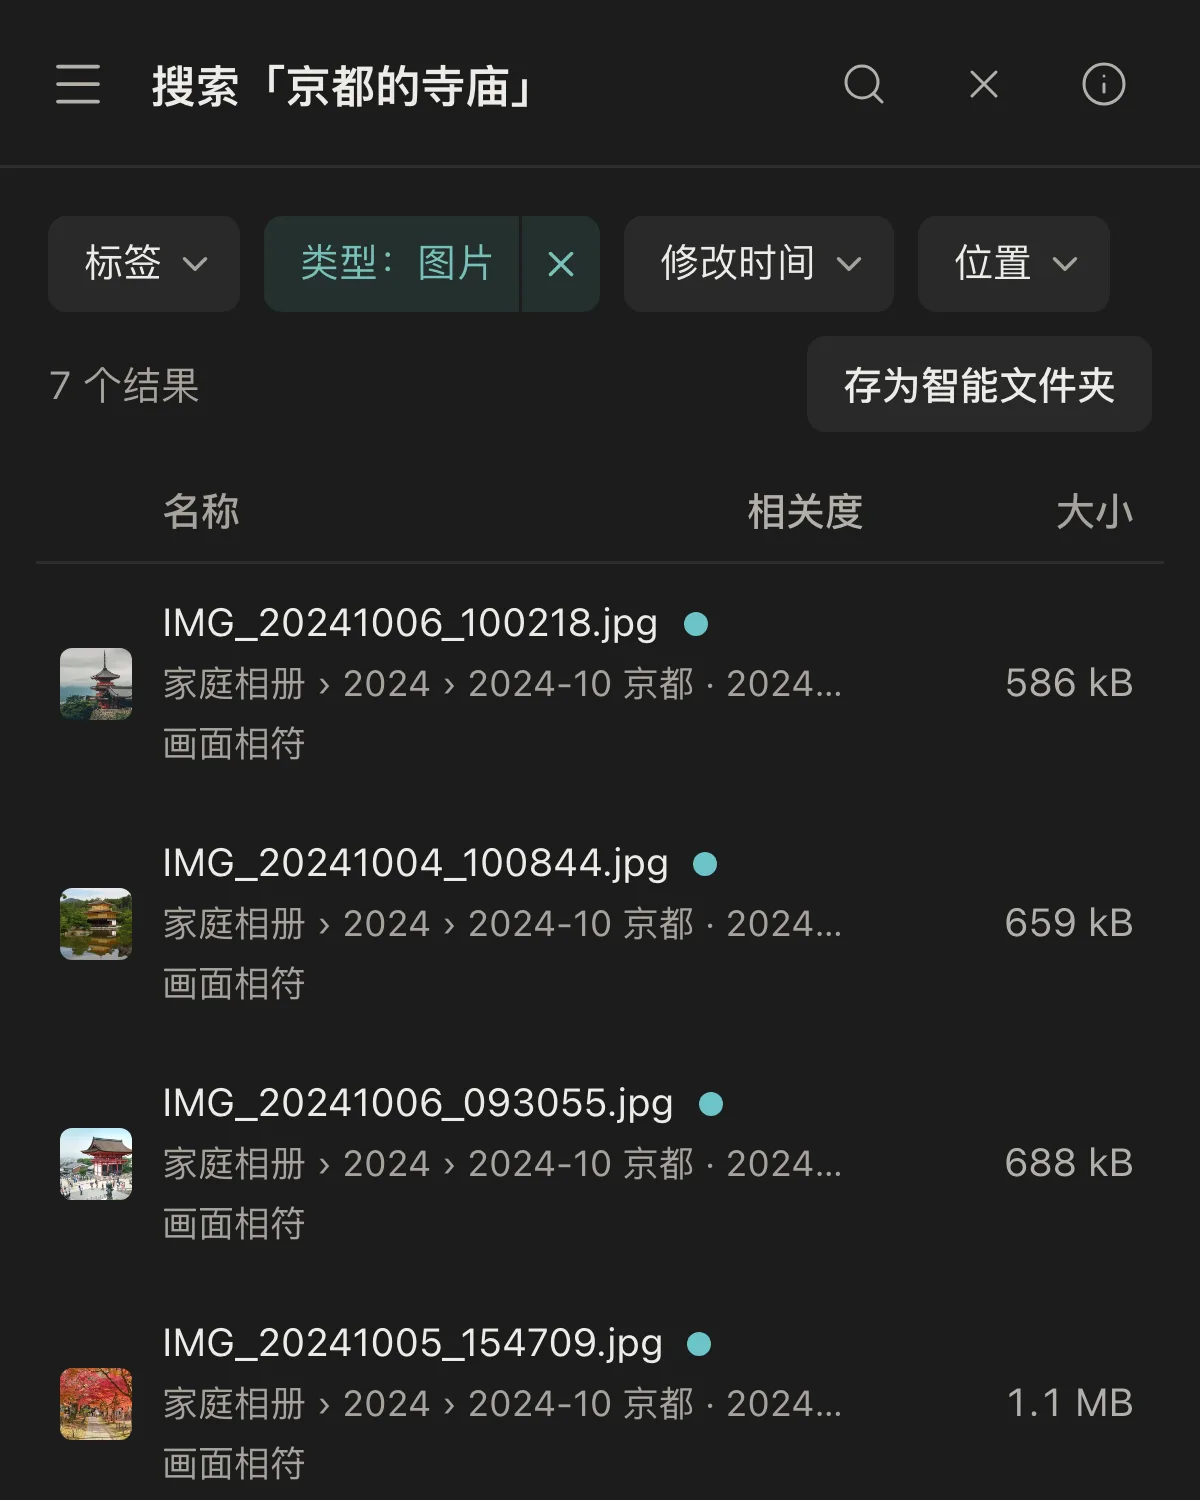 搜索「京都的寺庙」
标签 类型：图片 修改时间 位置
7 个结果 存为智能文件夹
名称 相关度 大小
IMG_20241006_100218.jpg
家庭相册 › 2024 › 2024-10 京都 · 2024... 586 kB
画面相符
IMG_20241004_100844.jpg
家庭相册 › 2024 › 2024-10 京都 · 2024... 659 kB
画面相符
IMG_20241006_093055.jpg
家庭相册 › 2024 › 2024-10 京都 · 2024... 688 kB
画面相符
IMG_20241005_154709.jpg
家庭相册 › 2024 › 2024-10 京都 · 2024... 1.1 MB
画面相符